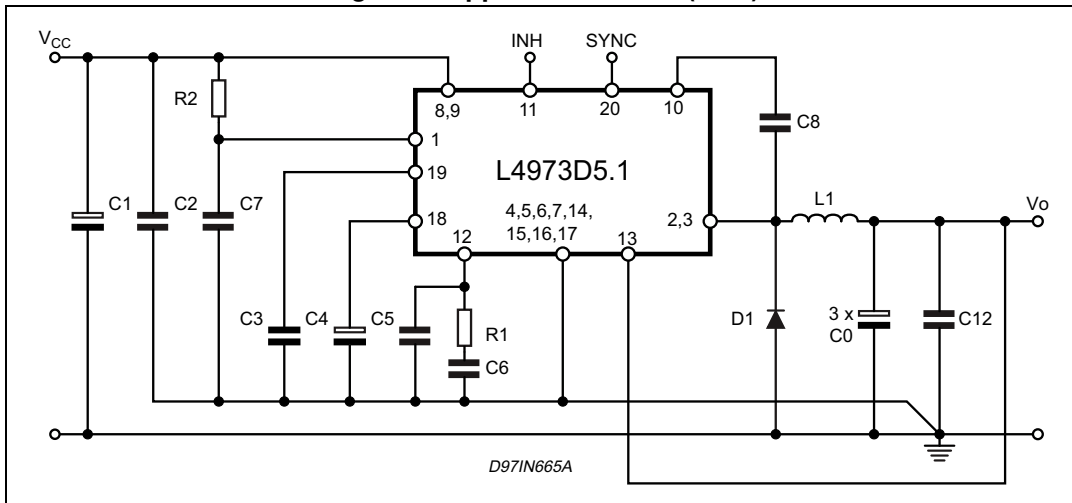 V_CC
INH
SYNC
R2
8,9
11
20
10
C8
1
19
L4973D5.1
18
4,5,6,7,14,
15,16,17
2,3
L1
Vo
C1
C2
C7
12
13
C3
C4
C5
R1
C6
D1
3 x
C0
C12
D97IN665A